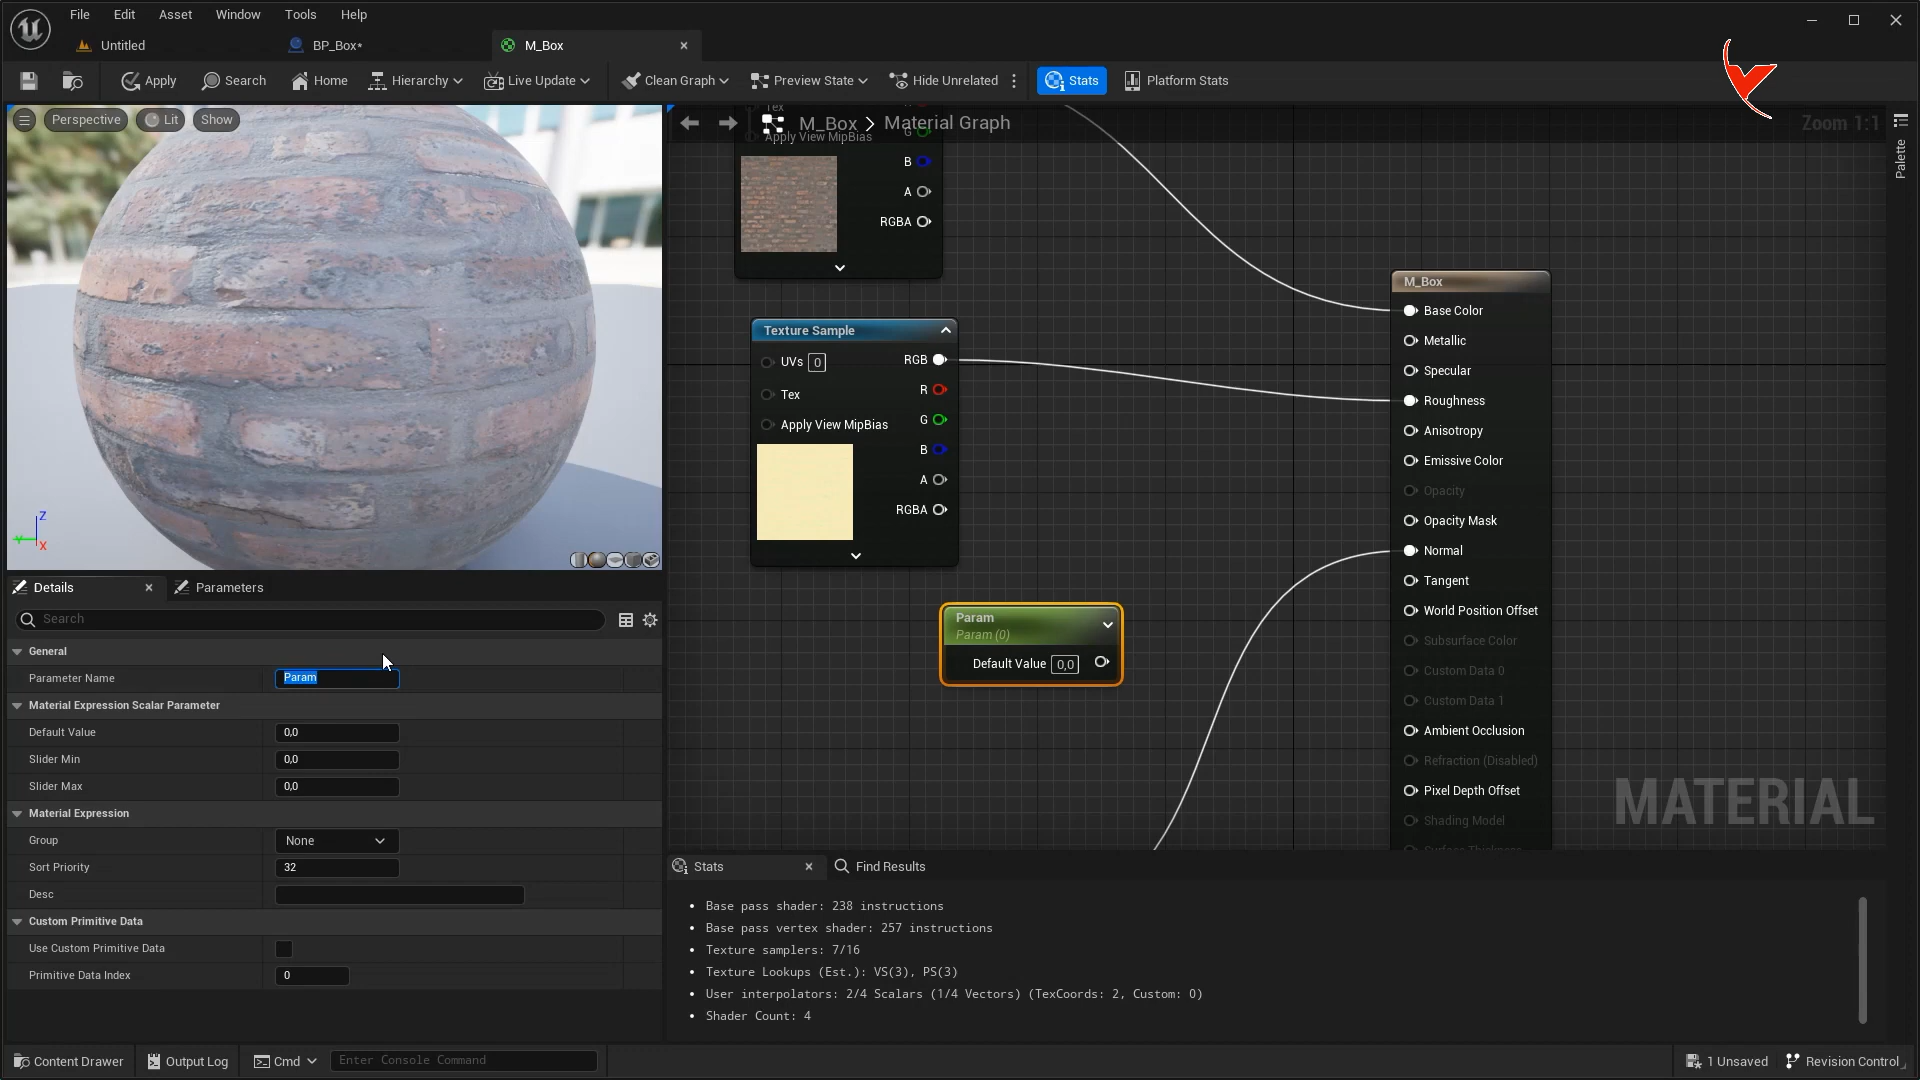 File Edit Asset Window Tools Help
Untitled BP_Box* M_Box
Apply Search Home Hierarchy Live Update Clean Graph Preview State Hide Unrelated Stats Platform Stats
Perspective Lit Show
M_Box > Material Graph
Zoom 1:1
Palette
Tex
Apply View MipBias
G
B
A
RGBA
Texture Sample
UVs 0 RGB
R
Tex
Apply View MipBias G
B
A
RGBA
Param
Param (0)
Default Value 0,0
M_Box
Base Color
Metallic
Specular
Roughness
Anisotropy
Emissive Color
Opacity
Opacity Mask
Normal
Tangent
World Position Offset
Subsurface Color
Custom Data 0
Custom Data 1
Ambient Occlusion
Refraction (Disabled)
Pixel Depth Offset
Shading Model
Surface Thickness
MATERIAL
Z
Y
X
Details Parameters
Search
General
Parameter Name Param
Material Expression Scalar Parameter
Default Value 0,0
Slider Min 0,0
Slider Max 0,0
Material Expression
Group None
Sort Priority 32
Desc
Custom Primitive Data
Use Custom Primitive Data
Primitive Data Index 0
Stats Find Results
• Base pass shader: 238 instructions
• Base pass vertex shader: 257 instructions
• Texture samplers: 7/16
• Texture Lookups (Est.): VS(3), PS(3)
• User interpolators: 2/4 Scalars (1/4 Vectors) (TexCoords: 2, Custom: 0)
• Shader Count: 4
Content Drawer Output Log Cmd Enter Console Command 1 Unsaved Revision Control